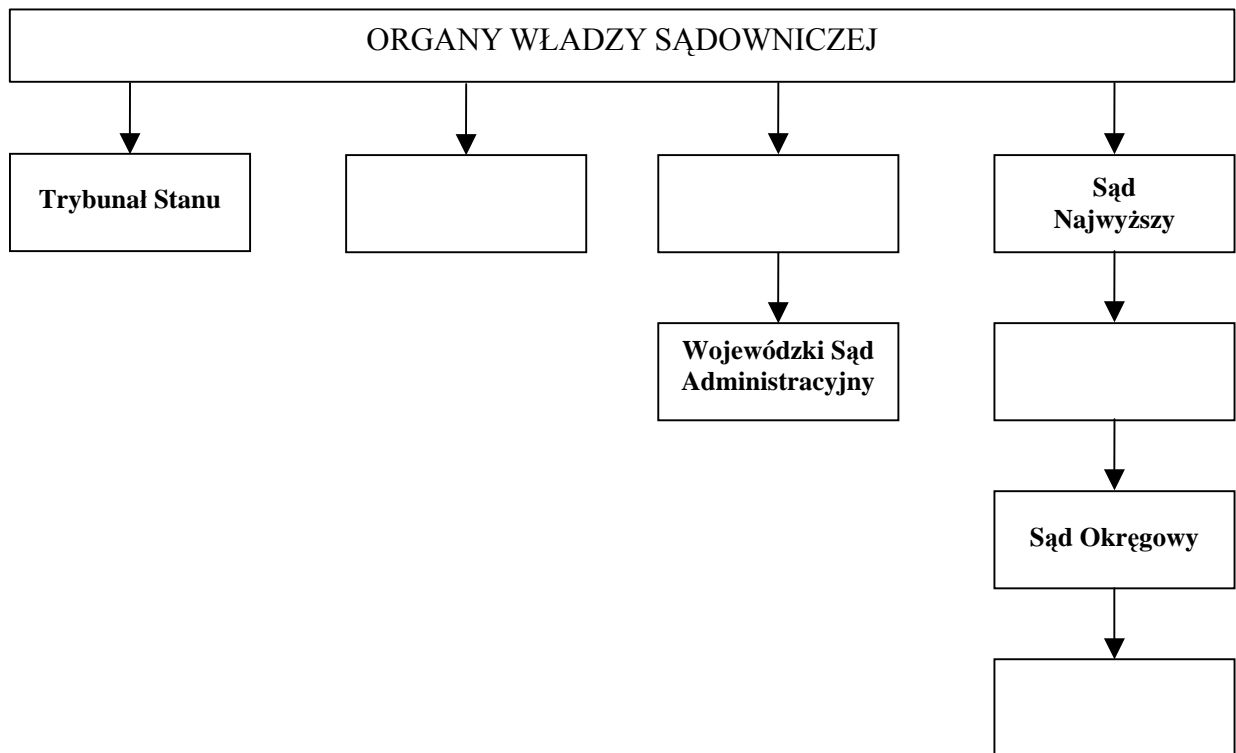 ORGANY WŁADZY SĄDOWNICZEJ
Trybunał Stanu
Sąd
Najwyższy
Wojewódzki Sąd
Administracyjny
Sąd Okręgowy